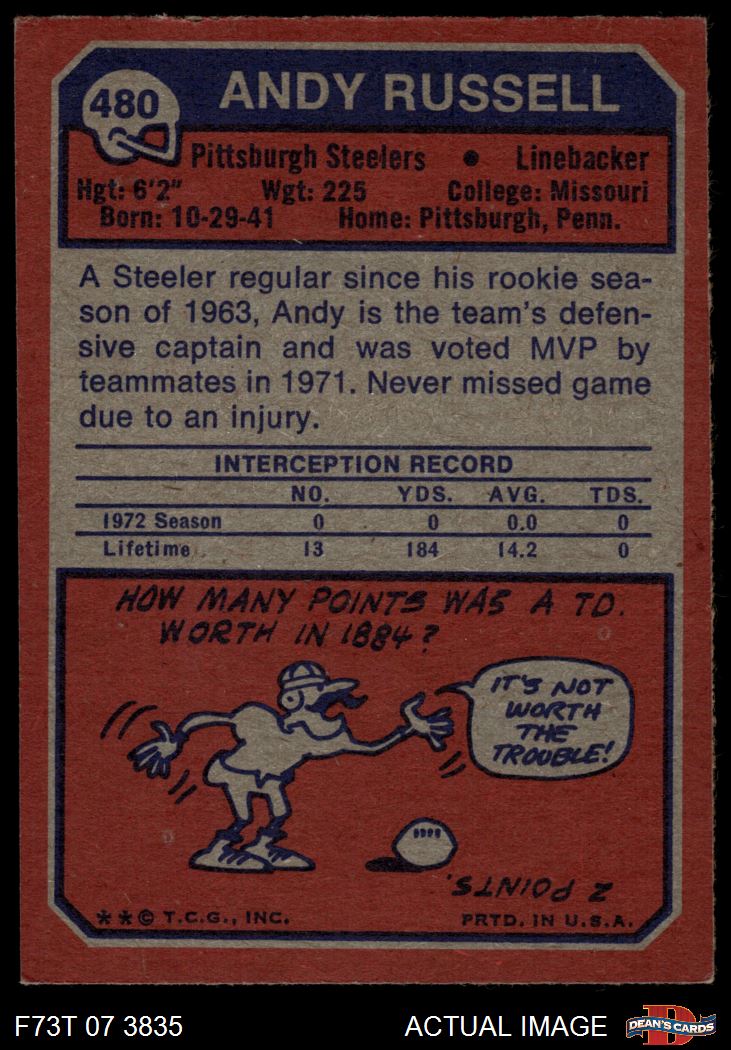 480
ANDY RUSSELL
Pittsburgh Steelers • Linebacker
Hgt: 6'2" Wgt: 225 College: Missouri
Born: 10-29-41 Home: Pittsburgh, Penn.
A Steeler regular since his rookie sea-
son of 1963, Andy is the team's defen-
sive captain and was voted MVP by
teammates in 1971. Never missed game
due to an injury.
INTERCEPTION RECORD
NO. YDS. AVG. TDS.
1972 Season 0 0 0.0 0
Lifetime 13 184 14.2 0
HOW MANY POINTS WAS A TD.
WORTH IN 1884?
IT'S NOT
WORTH
THE
TROUBLE!
2 POINTS.
**© T.C.G., INC. PRTD. IN U.S.A.
F73T 07 3835 ACTUAL IMAGE
D
DEAN'S CARDS